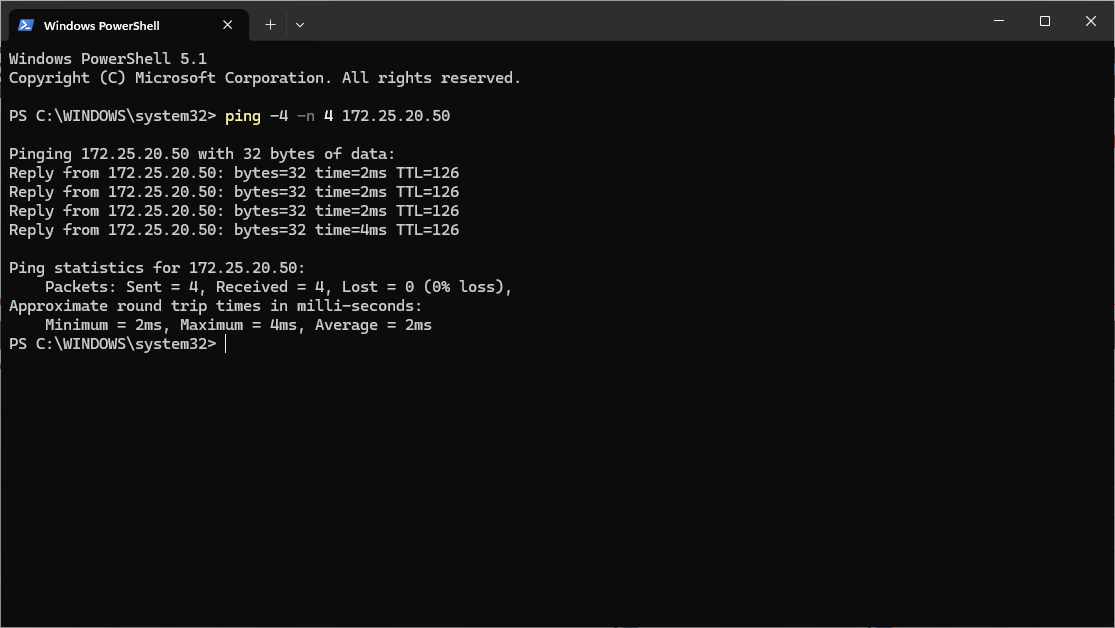 Windows PowerShell
Windows PowerShell 5.1
Copyright (C) Microsoft Corporation. All rights reserved.
PS C:\WINDOWS\system32> ping -4 -n 4 172.25.20.50
Pinging 172.25.20.50 with 32 bytes of data:
Reply from 172.25.20.50: bytes=32 time=2ms TTL=126
Reply from 172.25.20.50: bytes=32 time=2ms TTL=126
Reply from 172.25.20.50: bytes=32 time=2ms TTL=126
Reply from 172.25.20.50: bytes=32 time=4ms TTL=126
Ping statistics for 172.25.20.50:
    Packets: Sent = 4, Received = 4, Lost = 0 (0% loss),
Approximate round trip times in milli-seconds:
    Minimum = 2ms, Maximum = 4ms, Average = 2ms
PS C:\WINDOWS\system32>